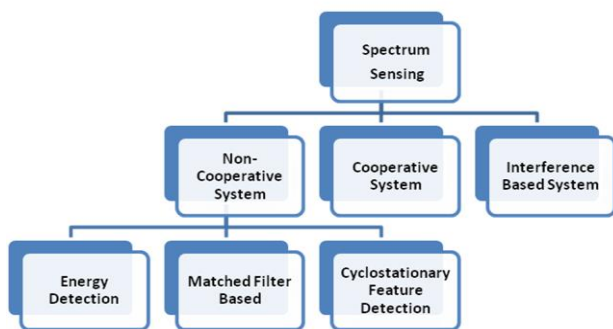 Spectrum
Sensing
Non-
Cooperative
System
Cooperative
System
Interference
Based System
Energy
Detection
Matched Filter
Based
Cyclostationary
Feature
Detection